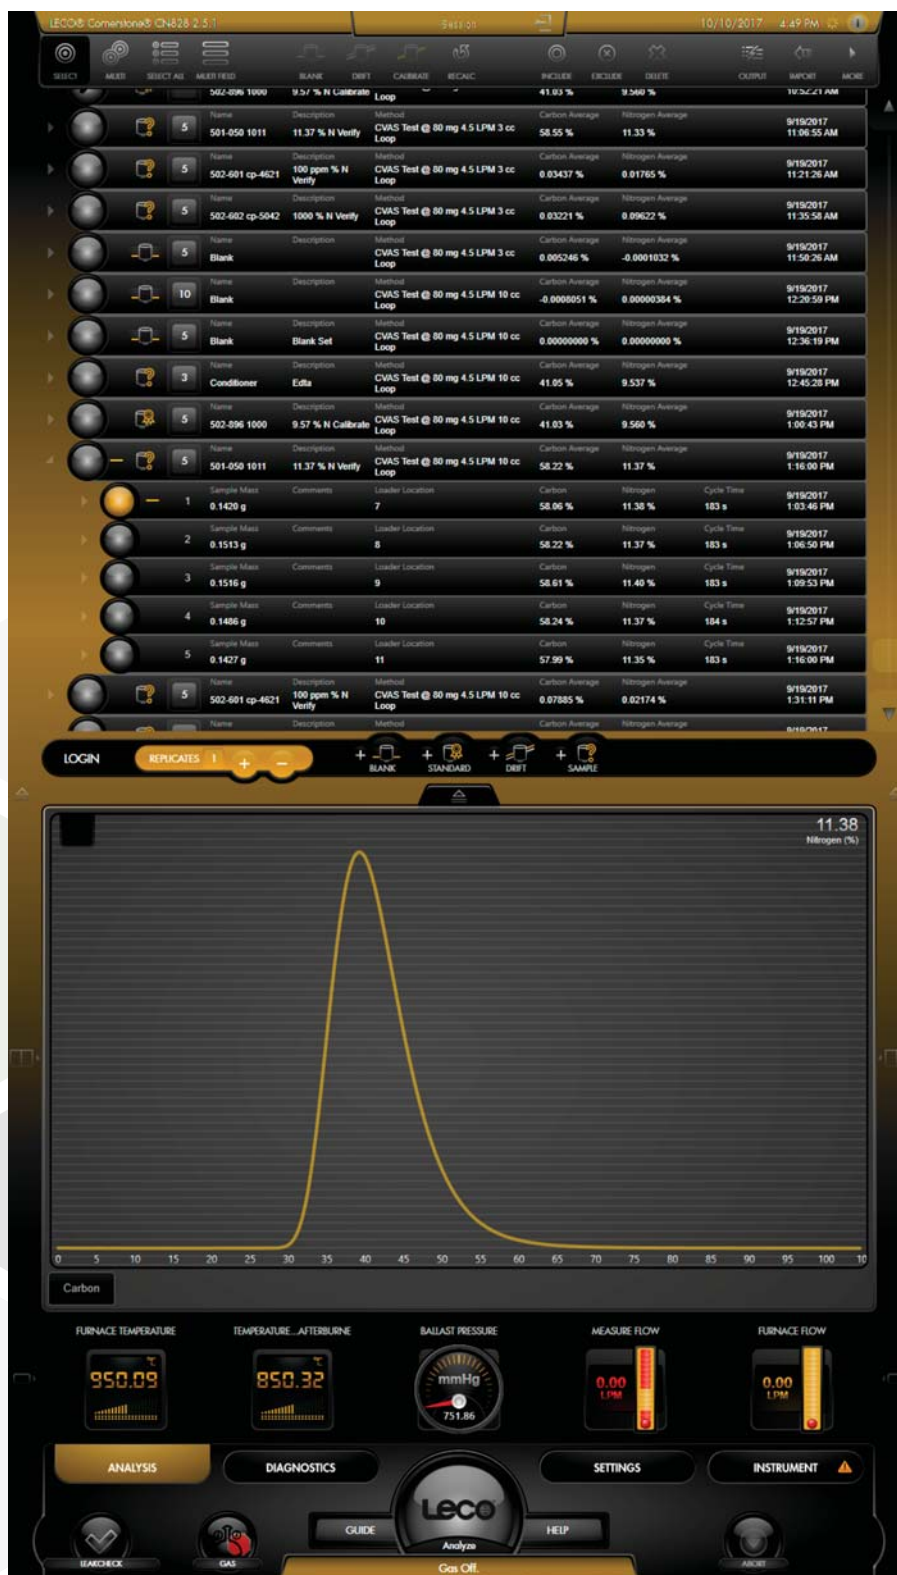 LECO® Cornerstone® CN828 2.5.1
Session
10/10/2017 4:49 PM
SELECT MULTI SELECT ALL MULTI FIELD BLANK DRIFT CALIBRATE RECALC INCLUDE EXCLUDE DELETE OUTPUT IMPORT MORE
502-896 1000 9.57 % N Calibrate Loop 41.03 % 9.560 % 10:52:21 AM
Name Description Method Carbon Average Nitrogen Average
5 501-050 1011 11.37 % N Verify CVAS Test @ 80 mg 4.5 LPM 3 cc Loop 58.55 % 11.33 % 9/19/2017 11:06:55 AM
Name Description Method Carbon Average Nitrogen Average
5 502-601 cp-4621 100 ppm % N Verify CVAS Test @ 80 mg 4.5 LPM 3 cc Loop 0.03437 % 0.01765 % 9/19/2017 11:21:26 AM
Name Description Method Carbon Average Nitrogen Average
5 502-602 cp-5042 1000 % N Verify CVAS Test @ 80 mg 4.5 LPM 3 cc Loop 0.03221 % 0.09622 % 9/19/2017 11:35:58 AM
Name Description Method Carbon Average Nitrogen Average
5 Blank CVAS Test @ 80 mg 4.5 LPM 3 cc Loop 0.005246 % -0.0001032 % 9/19/2017 11:50:26 AM
Name Description Method Carbon Average Nitrogen Average
10 Blank CVAS Test @ 80 mg 4.5 LPM 10 cc Loop -0.0008051 % 0.00000384 % 9/19/2017 12:20:59 PM
Name Description Method Carbon Average Nitrogen Average
5 Blank Blank Set CVAS Test @ 80 mg 4.5 LPM 10 cc Loop 0.00000000 % 0.00000000 % 9/19/2017 12:36:19 PM
Name Description Method Carbon Average Nitrogen Average
3 Conditioner Edta CVAS Test @ 80 mg 4.5 LPM 10 cc Loop 41.05 % 9.537 % 9/19/2017 12:45:28 PM
Name Description Method Carbon Average Nitrogen Average
5 502-896 1000 9.57 % N Calibrate CVAS Test @ 80 mg 4.5 LPM 10 cc Loop 41.03 % 9.560 % 9/19/2017 1:00:43 PM
Name Description Method Carbon Average Nitrogen Average
5 501-050 1011 11.37 % N Verify CVAS Test @ 80 mg 4.5 LPM 10 cc Loop 58.22 % 11.37 % 9/19/2017 1:16:00 PM
Sample Mass Comments Loader Location Carbon Nitrogen Cycle Time
1 0.1420 g 7 58.06 % 11.38 % 183 s 9/19/2017 1:03:46 PM
Sample Mass Comments Loader Location Carbon Nitrogen Cycle Time
2 0.1513 g 8 58.22 % 11.37 % 183 s 9/19/2017 1:06:50 PM
Sample Mass Comments Loader Location Carbon Nitrogen Cycle Time
3 0.1516 g 9 58.61 % 11.40 % 183 s 9/19/2017 1:09:53 PM
Sample Mass Comments Loader Location Carbon Nitrogen Cycle Time
4 0.1486 g 10 58.24 % 11.37 % 184 s 9/19/2017 1:12:57 PM
Sample Mass Comments Loader Location Carbon Nitrogen Cycle Time
5 0.1427 g 11 57.99 % 11.35 % 183 s 9/19/2017 1:16:00 PM
Name Description Method Carbon Average Nitrogen Average
5 502-601 cp-4621 100 ppm % N Verify CVAS Test @ 80 mg 4.5 LPM 10 cc Loop 0.07885 % 0.02174 % 9/19/2017 1:31:11 PM
Name Description Method Carbon Average Nitrogen Average 9/19/2017
LOGIN REPLICATES 1 + − + BLANK + STANDARD + DRIFT + SAMPLE
11.38
Nitrogen (%)
0 5 10 15 20 25 30 35 40 45 50 55 60 65 70 75 80 85 90 95 100 10
Carbon
FURNACE TEMPERATURE TEMPERATURE...AFTERBURNE BALLAST PRESSURE MEASURE FLOW FURNACE FLOW
°C °C
950.09 850.32 mmHg 0.00 LPM 0.00 LPM
751.86
ANALYSIS DIAGNOSTICS SETTINGS INSTRUMENT
Leco
GUIDE HELP
Analyze
LEAKCHECK GAS ABORT
Gas Off.